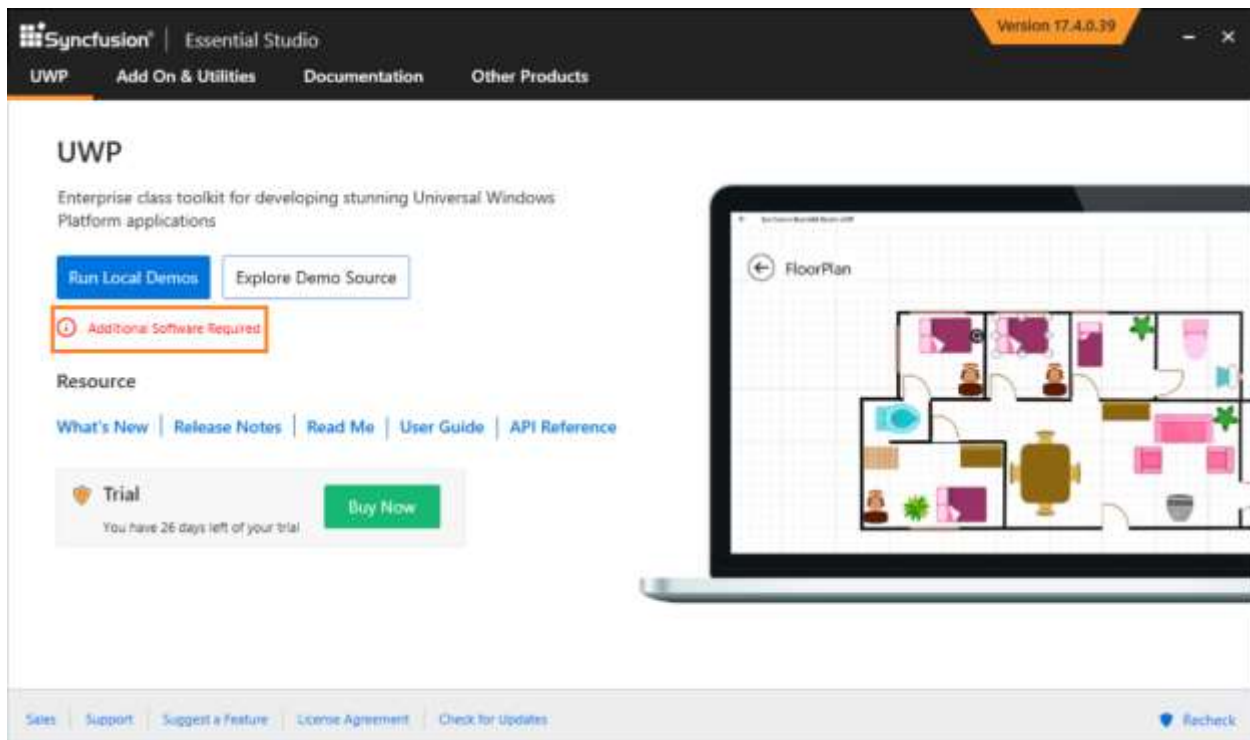 Syncfusion® | Essential Studio
Version 17.4.0.39
UWP Add On & Utilities Documentation Other Products
UWP
Enterprise class toolkit for developing stunning Universal Windows
Platform applications
Run Local Demos Explore Demo Source
Additional Software Required
Resource
What's New | Release Notes | Read Me | User Guide | API Reference
Trial
You have 26 days left of your trial
Buy Now
FloorPlan
Sales | Support | Suggest a Feature | License Agreement | Check for Updates
Recheck